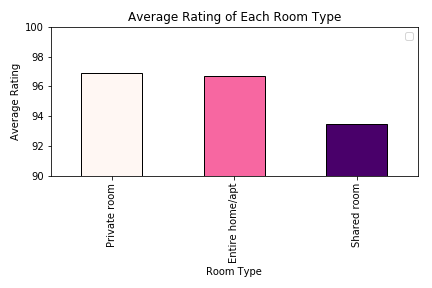 Average Rating of Each Room Type
100
98
96
94
92
90
Average Rating
Private room
Entire home/apt
Shared room
Room Type